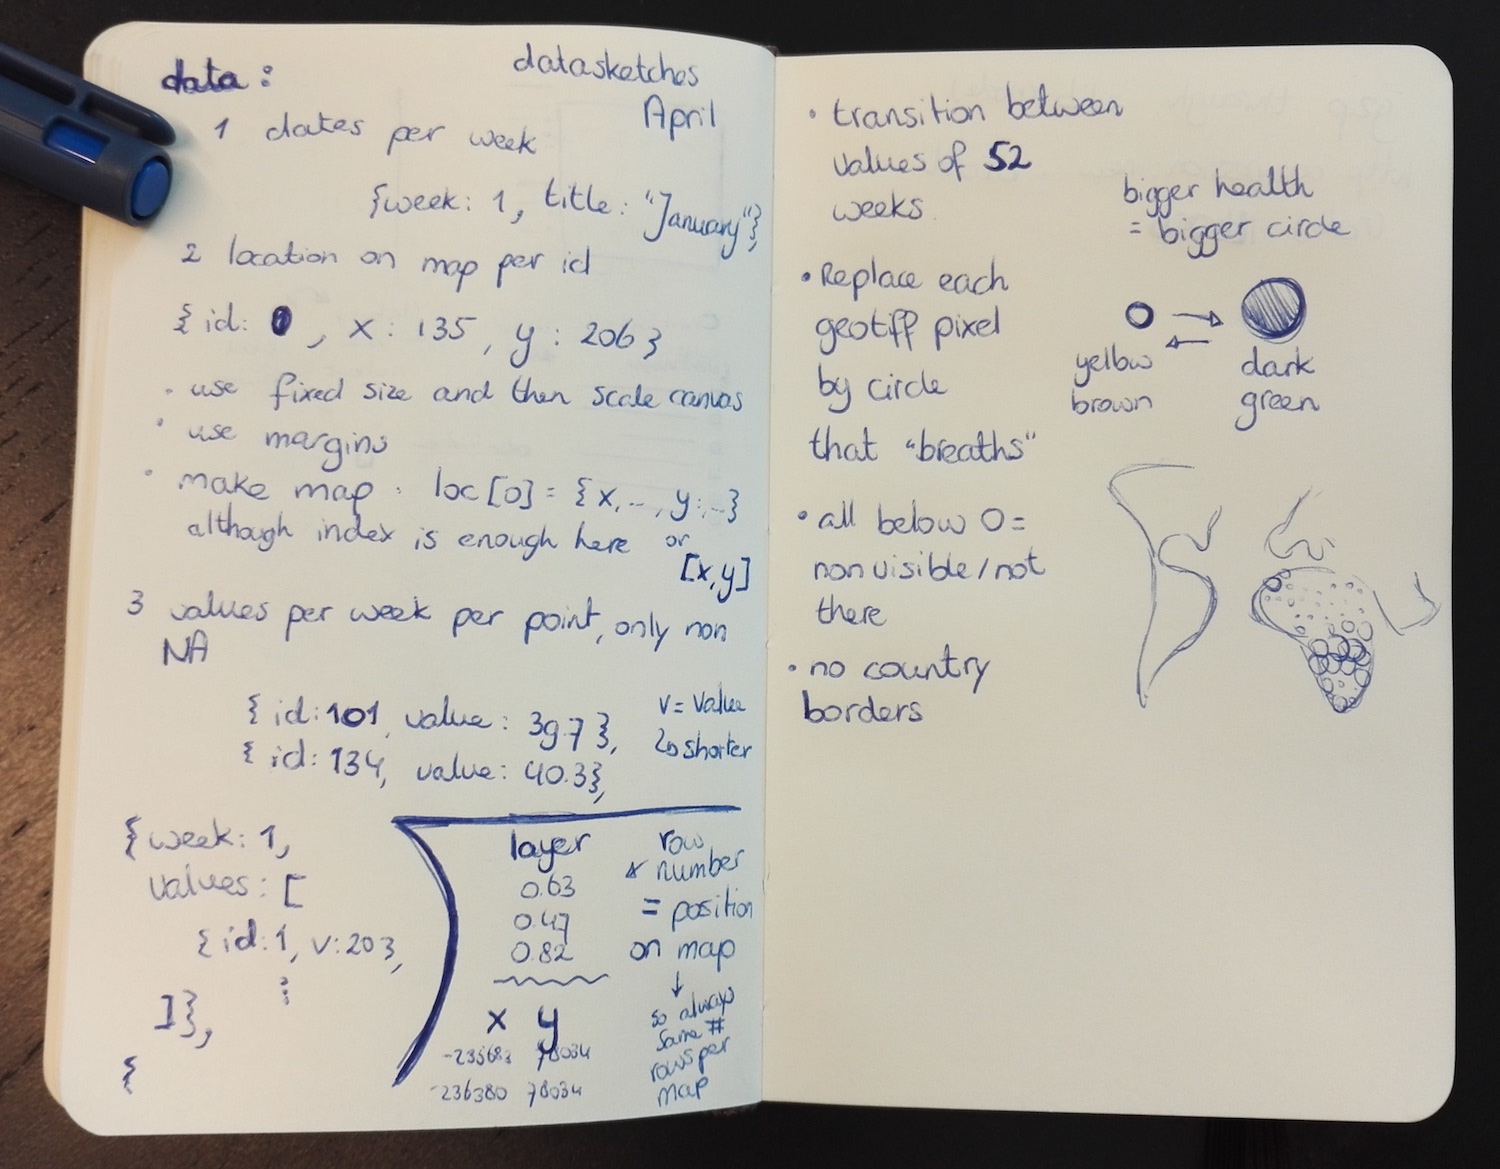 datasketches
April
data:
1 dates per week
{week: 1, title: "January"},
2 location on map per id
{id: 0, x: 135, y: 206}
• use fixed size and then scale canvas
• use margins
• make map. loc[0] = {x,.., y:..}
although index is enough here or
[x,y]
3 values per week per point, only non
NA
{id:101, value: 397},
{id: 134, value: 40.3},
v = value
↳ shorter
{week: 1,
values: [
{id:1, v:203,
⋮
]},
{
layer
0.63
0.47
0.82
x y
78034
-236380 78034
row
* number
= position
on map
↓
so always
same #
rows per
map
• transition between
values of 52
weeks.
bigger health
= bigger circle
yellow
brown
dark
green
• Replace each
geotiff pixel
by circle
that "breaths"
• all below 0 =
non visible/not
there
• no country
borders